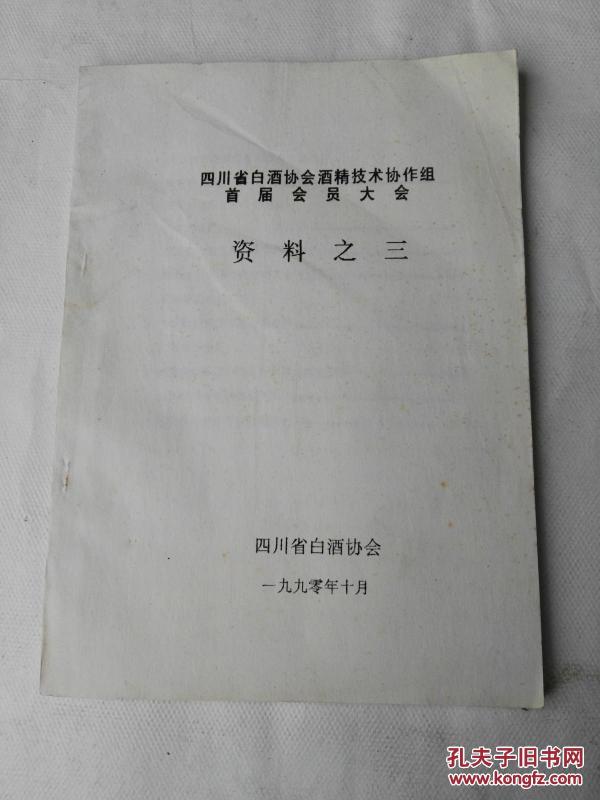 四川省白酒协会酒精技术协作组
首届会员大会
资料之三
四川省白酒协会
一九九零年十月
孔夫子旧书网
www.kongfz.com